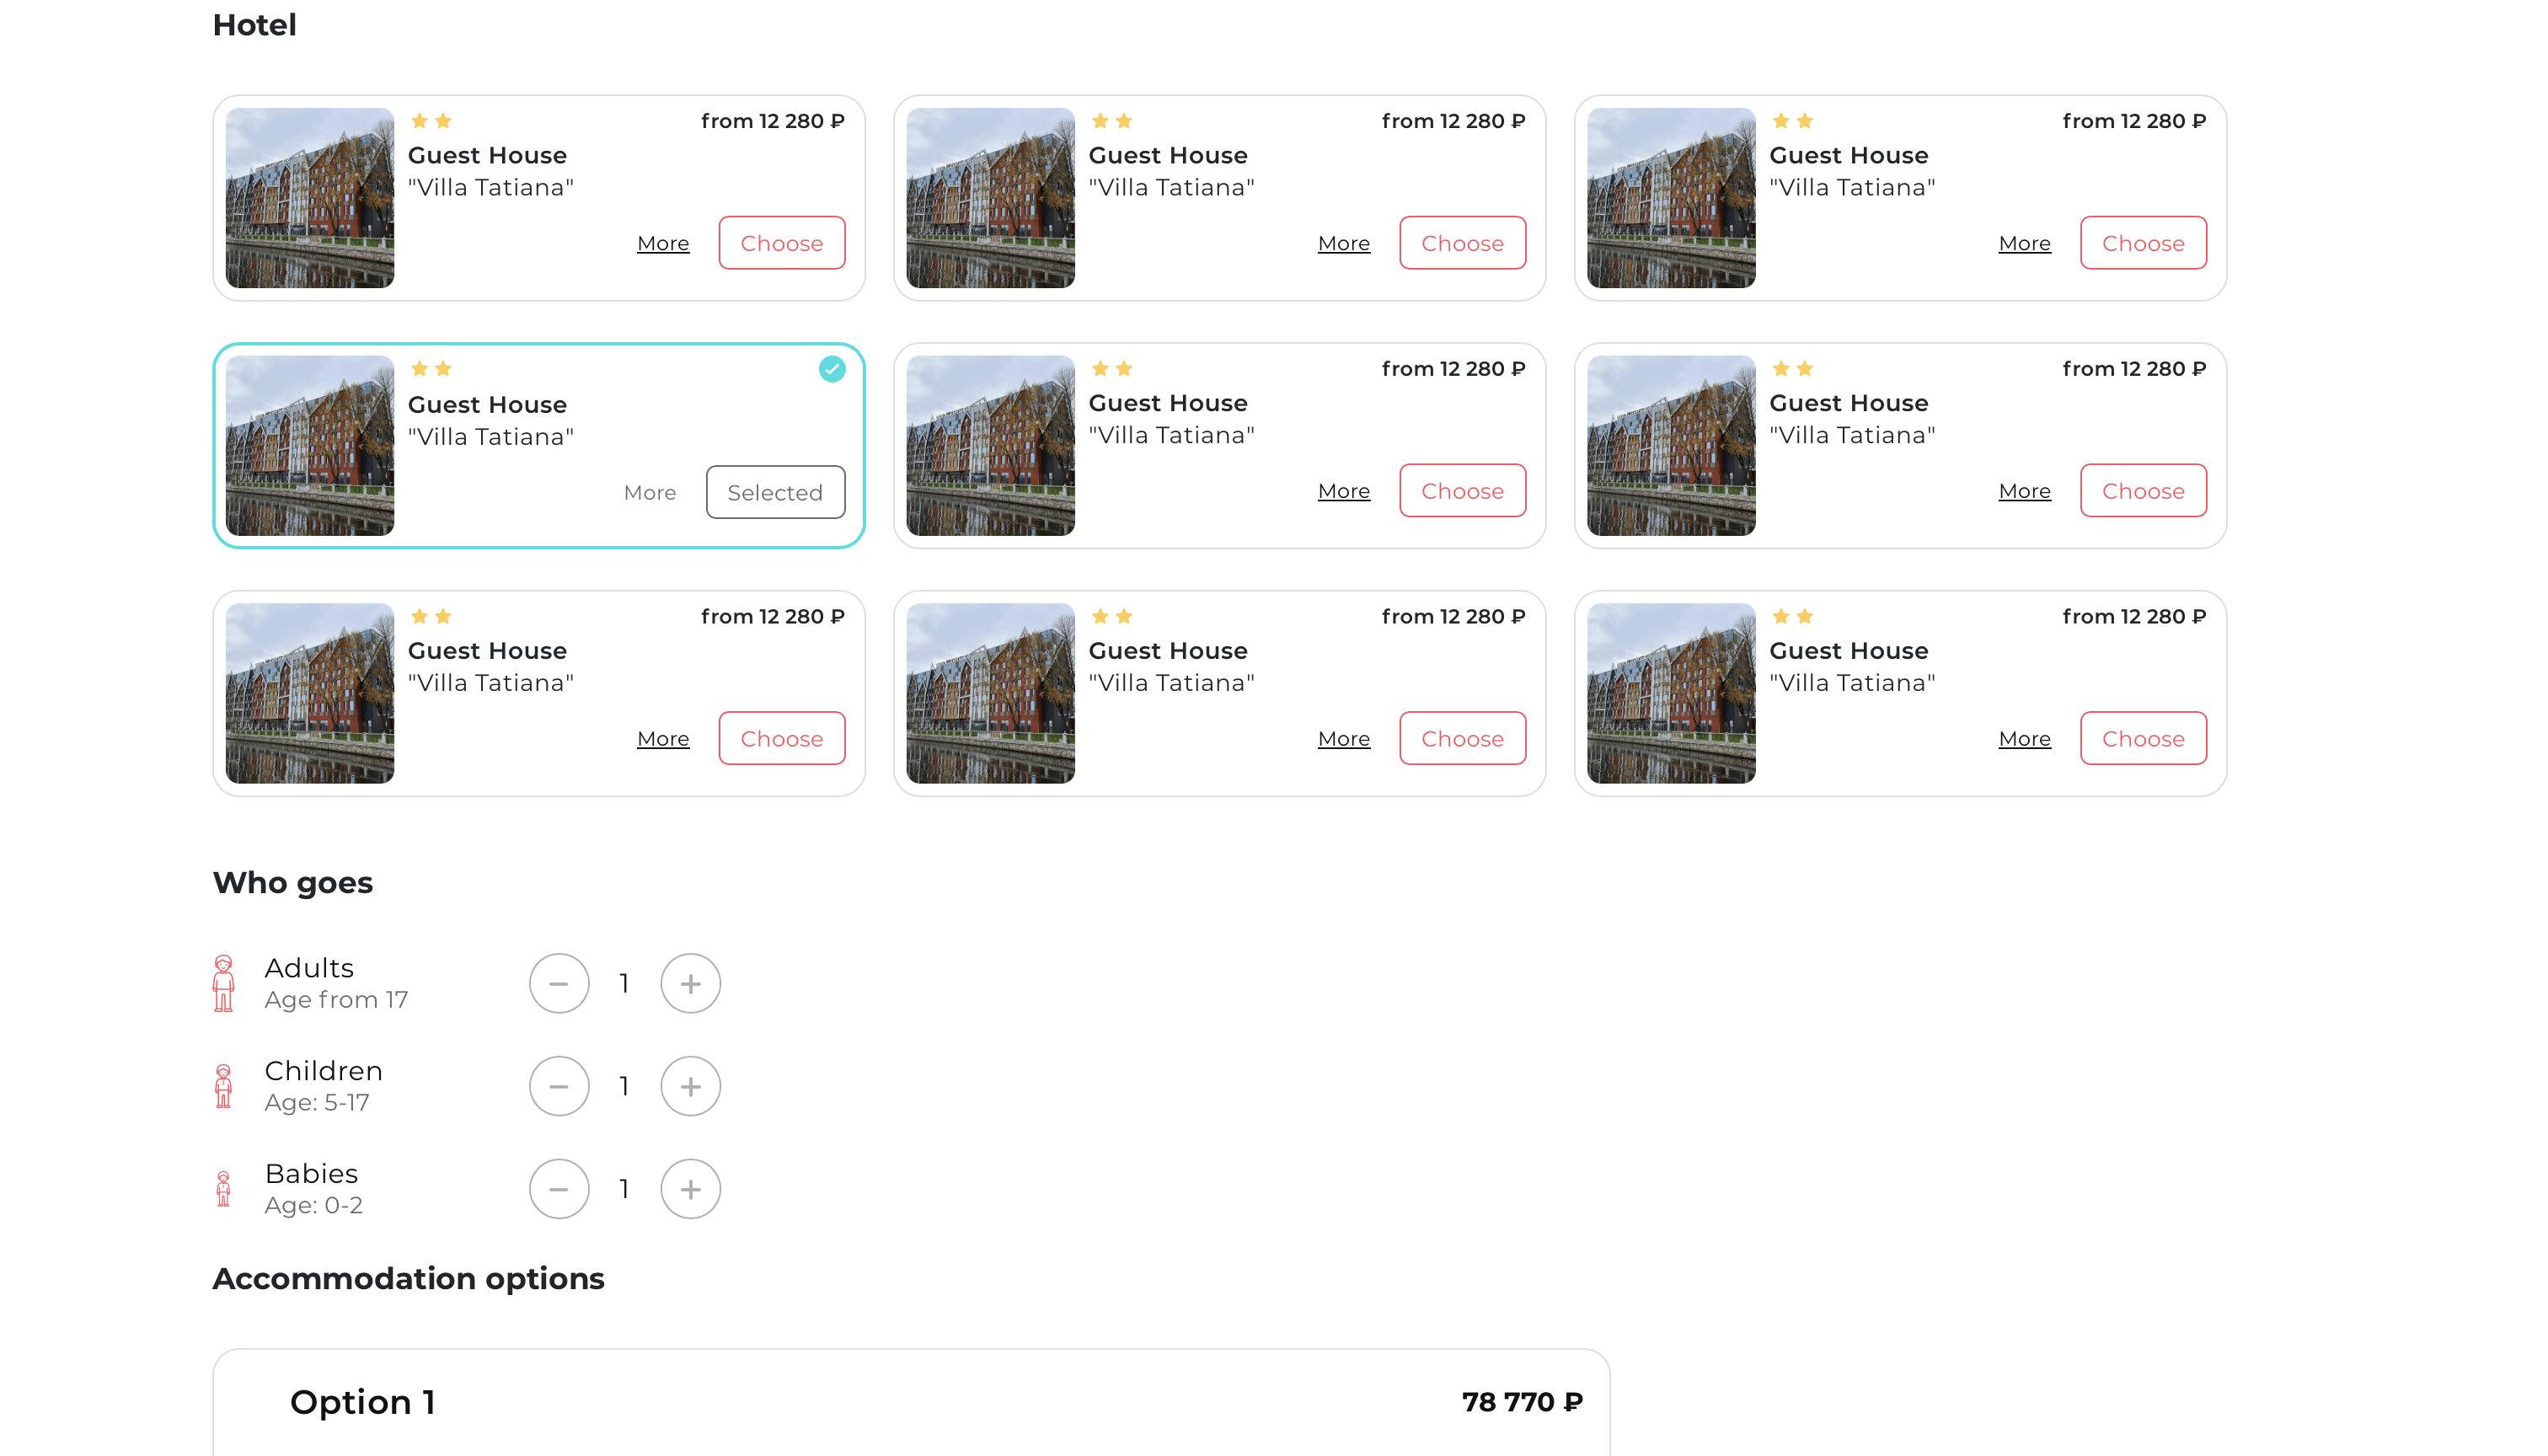 Hotel
from 12 280 ₽
Guest House
"Villa Tatiana"
More Choose
from 12 280 ₽
Guest House
"Villa Tatiana"
More Choose
from 12 280 ₽
Guest House
"Villa Tatiana"
More Choose
Guest House
"Villa Tatiana"
More Selected
from 12 280 ₽
Guest House
"Villa Tatiana"
More Choose
from 12 280 ₽
Guest House
"Villa Tatiana"
More Choose
from 12 280 ₽
Guest House
"Villa Tatiana"
More Choose
from 12 280 ₽
Guest House
"Villa Tatiana"
More Choose
from 12 280 ₽
Guest House
"Villa Tatiana"
More Choose
Who goes
Adults
Age from 17
1
Children
Age: 5-17
1
Babies
Age: 0-2
1
Accommodation options
Option 1 78 770 ₽